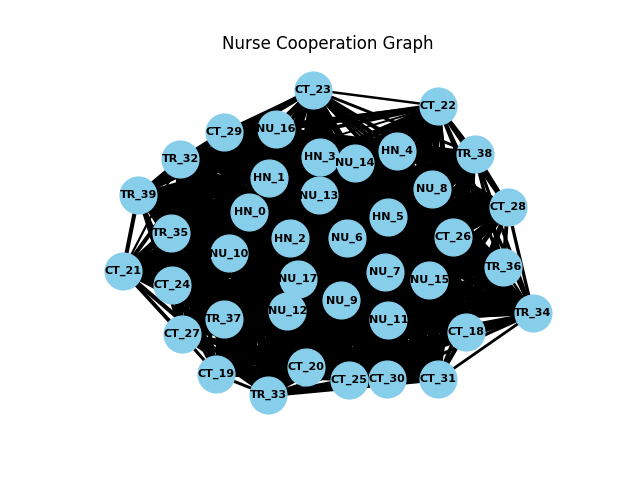 Nurse Cooperation Graph
CT_23
CT_22
CT_29
NU_16
TR_32
HN_3
NU_14
HN_4
TR_38
HN_1
TR_39
NU_13
NU_8
CT_28
HN_0
HN_5
TR_35
HN_2
NU_6
CT_26
NU_10
CT_21
NU_17
NU_7
NU_15
TR_36
CT_24
NU_9
NU_12
TR_34
CT_27
TR_37
NU_11
CT_18
CT_19
CT_20
CT_25
CT_30
CT_31
TR_33